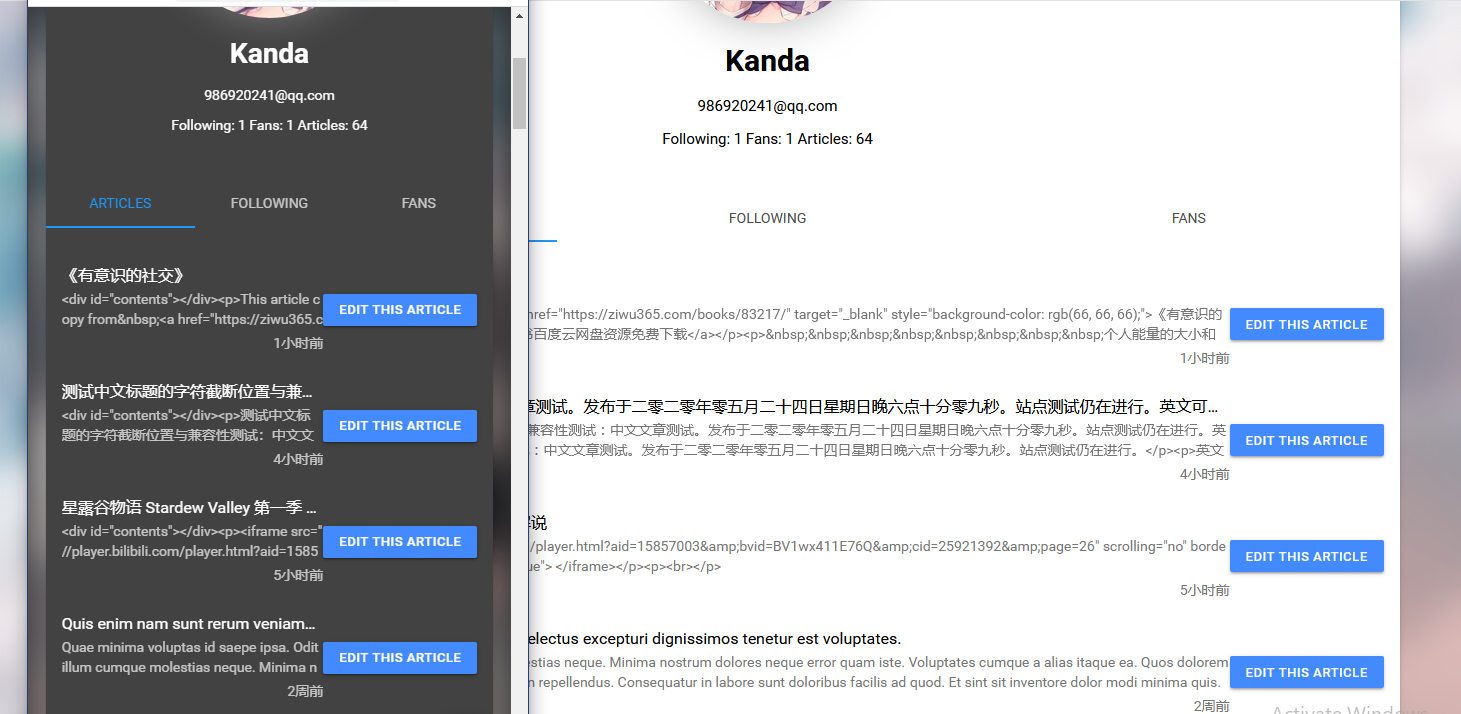 Kanda
986920241@qq.com
Following: 1 Fans: 1 Articles: 64
ARTICLES
FOLLOWING
FANS
《有意识的社交》
<div id="contents"></div><p>This article c
opy from&nbsp;<a href="https://ziwu365.c
EDIT THIS ARTICLE
1小时前
测试中文标题的字符截断位置与兼...
<div id="contents"></div><p>测试中文标
题的字符截断位置与兼容性测试：中文文
EDIT THIS ARTICLE
4小时前
星露谷物语 Stardew Valley 第一季 ...
<div id="contents"></div><p><iframe src="
//player.bilibili.com/player.html?aid=1585
EDIT THIS ARTICLE
5小时前
Quis enim nam sunt rerum veniam...
Quae minima voluptas id saepe ipsa. Odit
illum cumque molestias neque. Minima n
EDIT THIS ARTICLE
2周前
Kanda
986920241@qq.com
Following: 1 Fans: 1 Articles: 64
FOLLOWING
FANS
href="https://ziwu365.com/books/83217/" target="_blank" style="background-color: rgb(66, 66, 66);">《有意识的
百度云网盘资源免费下载</a></p><p>&nbsp;&nbsp;&nbsp;&nbsp;&nbsp;&nbsp;个人能量的大小和
EDIT THIS ARTICLE
1小时前
章测试。发布于二零二零年零五月二十四日星期日晚六点十分零九秒。站点测试仍在进行。英文可...
兼容性测试：中文文章测试。发布于二零二零年零五月二十四日星期日晚六点十分零九秒。站点测试仍在进行。英
：中文文章测试。发布于二零二零年零五月二十四日星期日晚六点十分零九秒。站点测试仍在进行。</p><p>英文
EDIT THIS ARTICLE
4小时前
解说
/player.html?aid=15857003&amp;bvid=BV1wx411E76Q&amp;cid=25921392&amp;page=26" scrolling="no" borde
ue"> </iframe></p><p><br></p>
EDIT THIS ARTICLE
5小时前
electus excepturi dignissimos tenetur est voluptates.
estias neque. Minima nostrum dolores neque error quam iste. Voluptates cumque a alias itaque ea. Quos dolorem
n repellendus. Consequatur in labore sunt doloribus facilis ad quod. Et sint sit inventore dolor modi minima quis.
EDIT THIS ARTICLE
2周前
Activate Windows